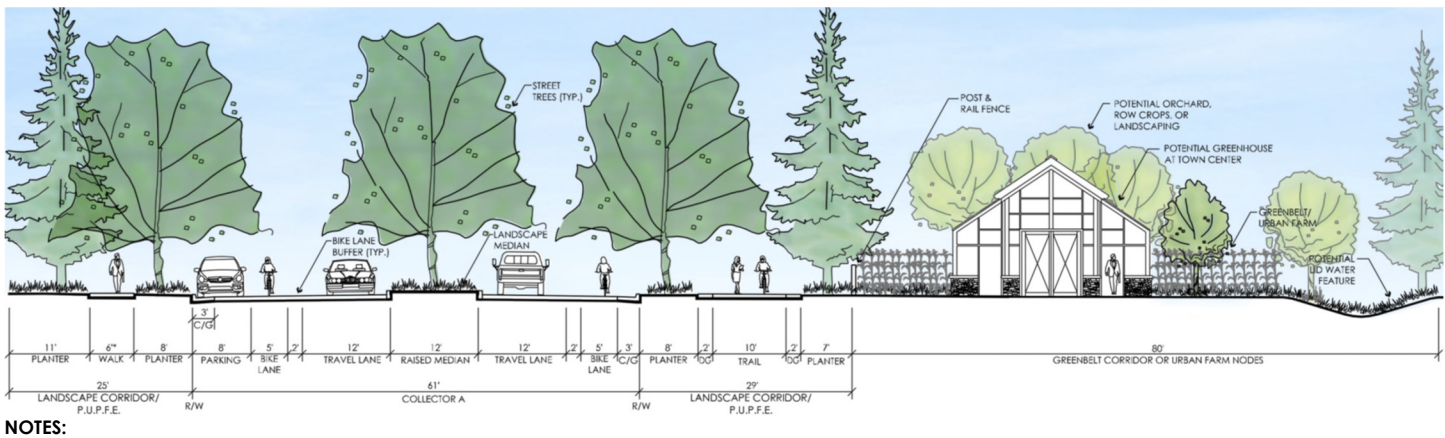 STREET
TREES (TYP.)
POST &
RAIL FENCE
POTENTIAL ORCHARD,
ROW CROPS, OR
LANDSCAPING
POTENTIAL GREENHOUSE
AT TOWN CENTER
BIKE LANE
BUFFER (TYP.)
LANDSCAPE
MEDIAN
GREENBELT/
URBAN FARM
POTENTIAL
LID WATER
FEATURE
3'
C/G
11' 6'* 8' 8' 5' 2' 12' 12' 12' 2' 5' 3' 8' 2' 10' 2' 7' 80'
PLANTER WALK PLANTER PARKING BIKE LANE TRAVEL LANE RAISED MEDIAN TRAVEL LANE BIKE LANE C/G PLANTER DG TRAIL DG PLANTER GREENBELT CORRIDOR OR URBAN FARM NODES
25' 61' 29'
LANDSCAPE CORRIDOR/ COLLECTOR A LANDSCAPE CORRIDOR/
P.U.P.F.E. R/W R/W P.U.P.F.E.
NOTES: